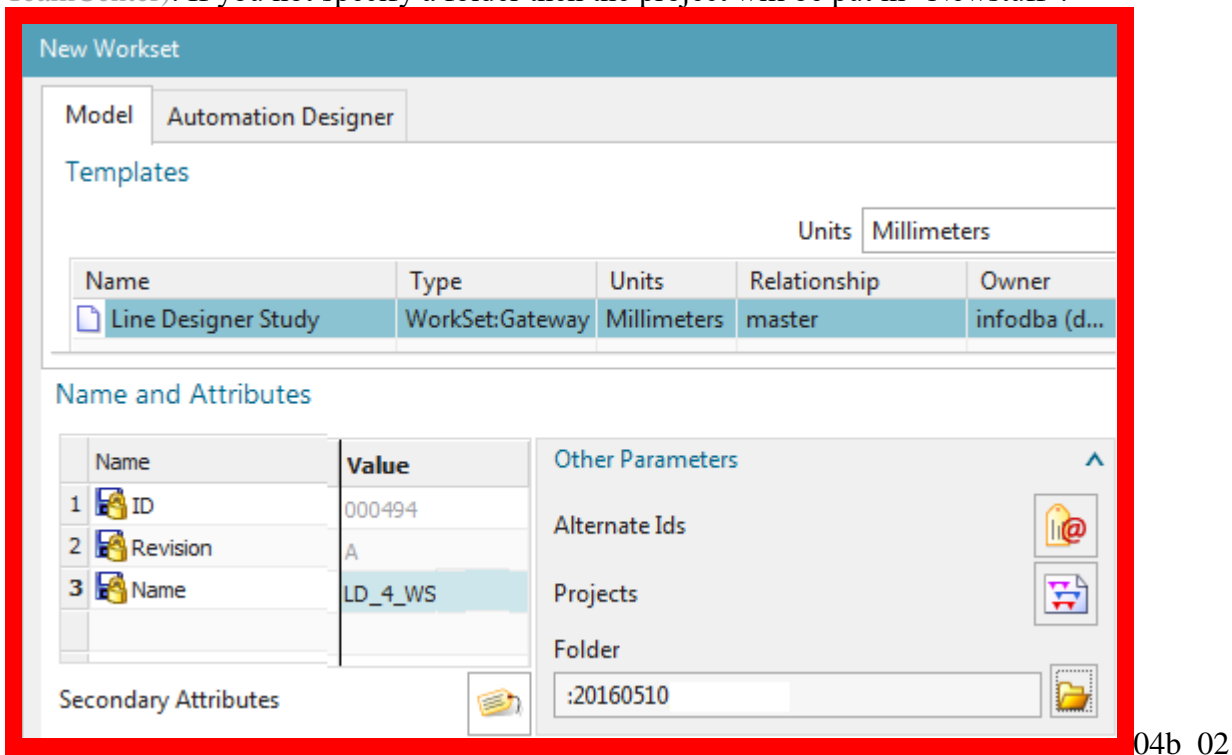 New Workset
Model Automation Designer
Templates
Units Millimeters
Name Type Units Relationship Owner
Line Designer Study WorkSet:Gateway Millimeters master infodba (d...
Name and Attributes
Name Value
1 ID 000494
2 Revision A
3 Name LD_4_WS
Other Parameters
Alternate Ids
Projects
Folder
:20160510
Secondary Attributes
04b_02